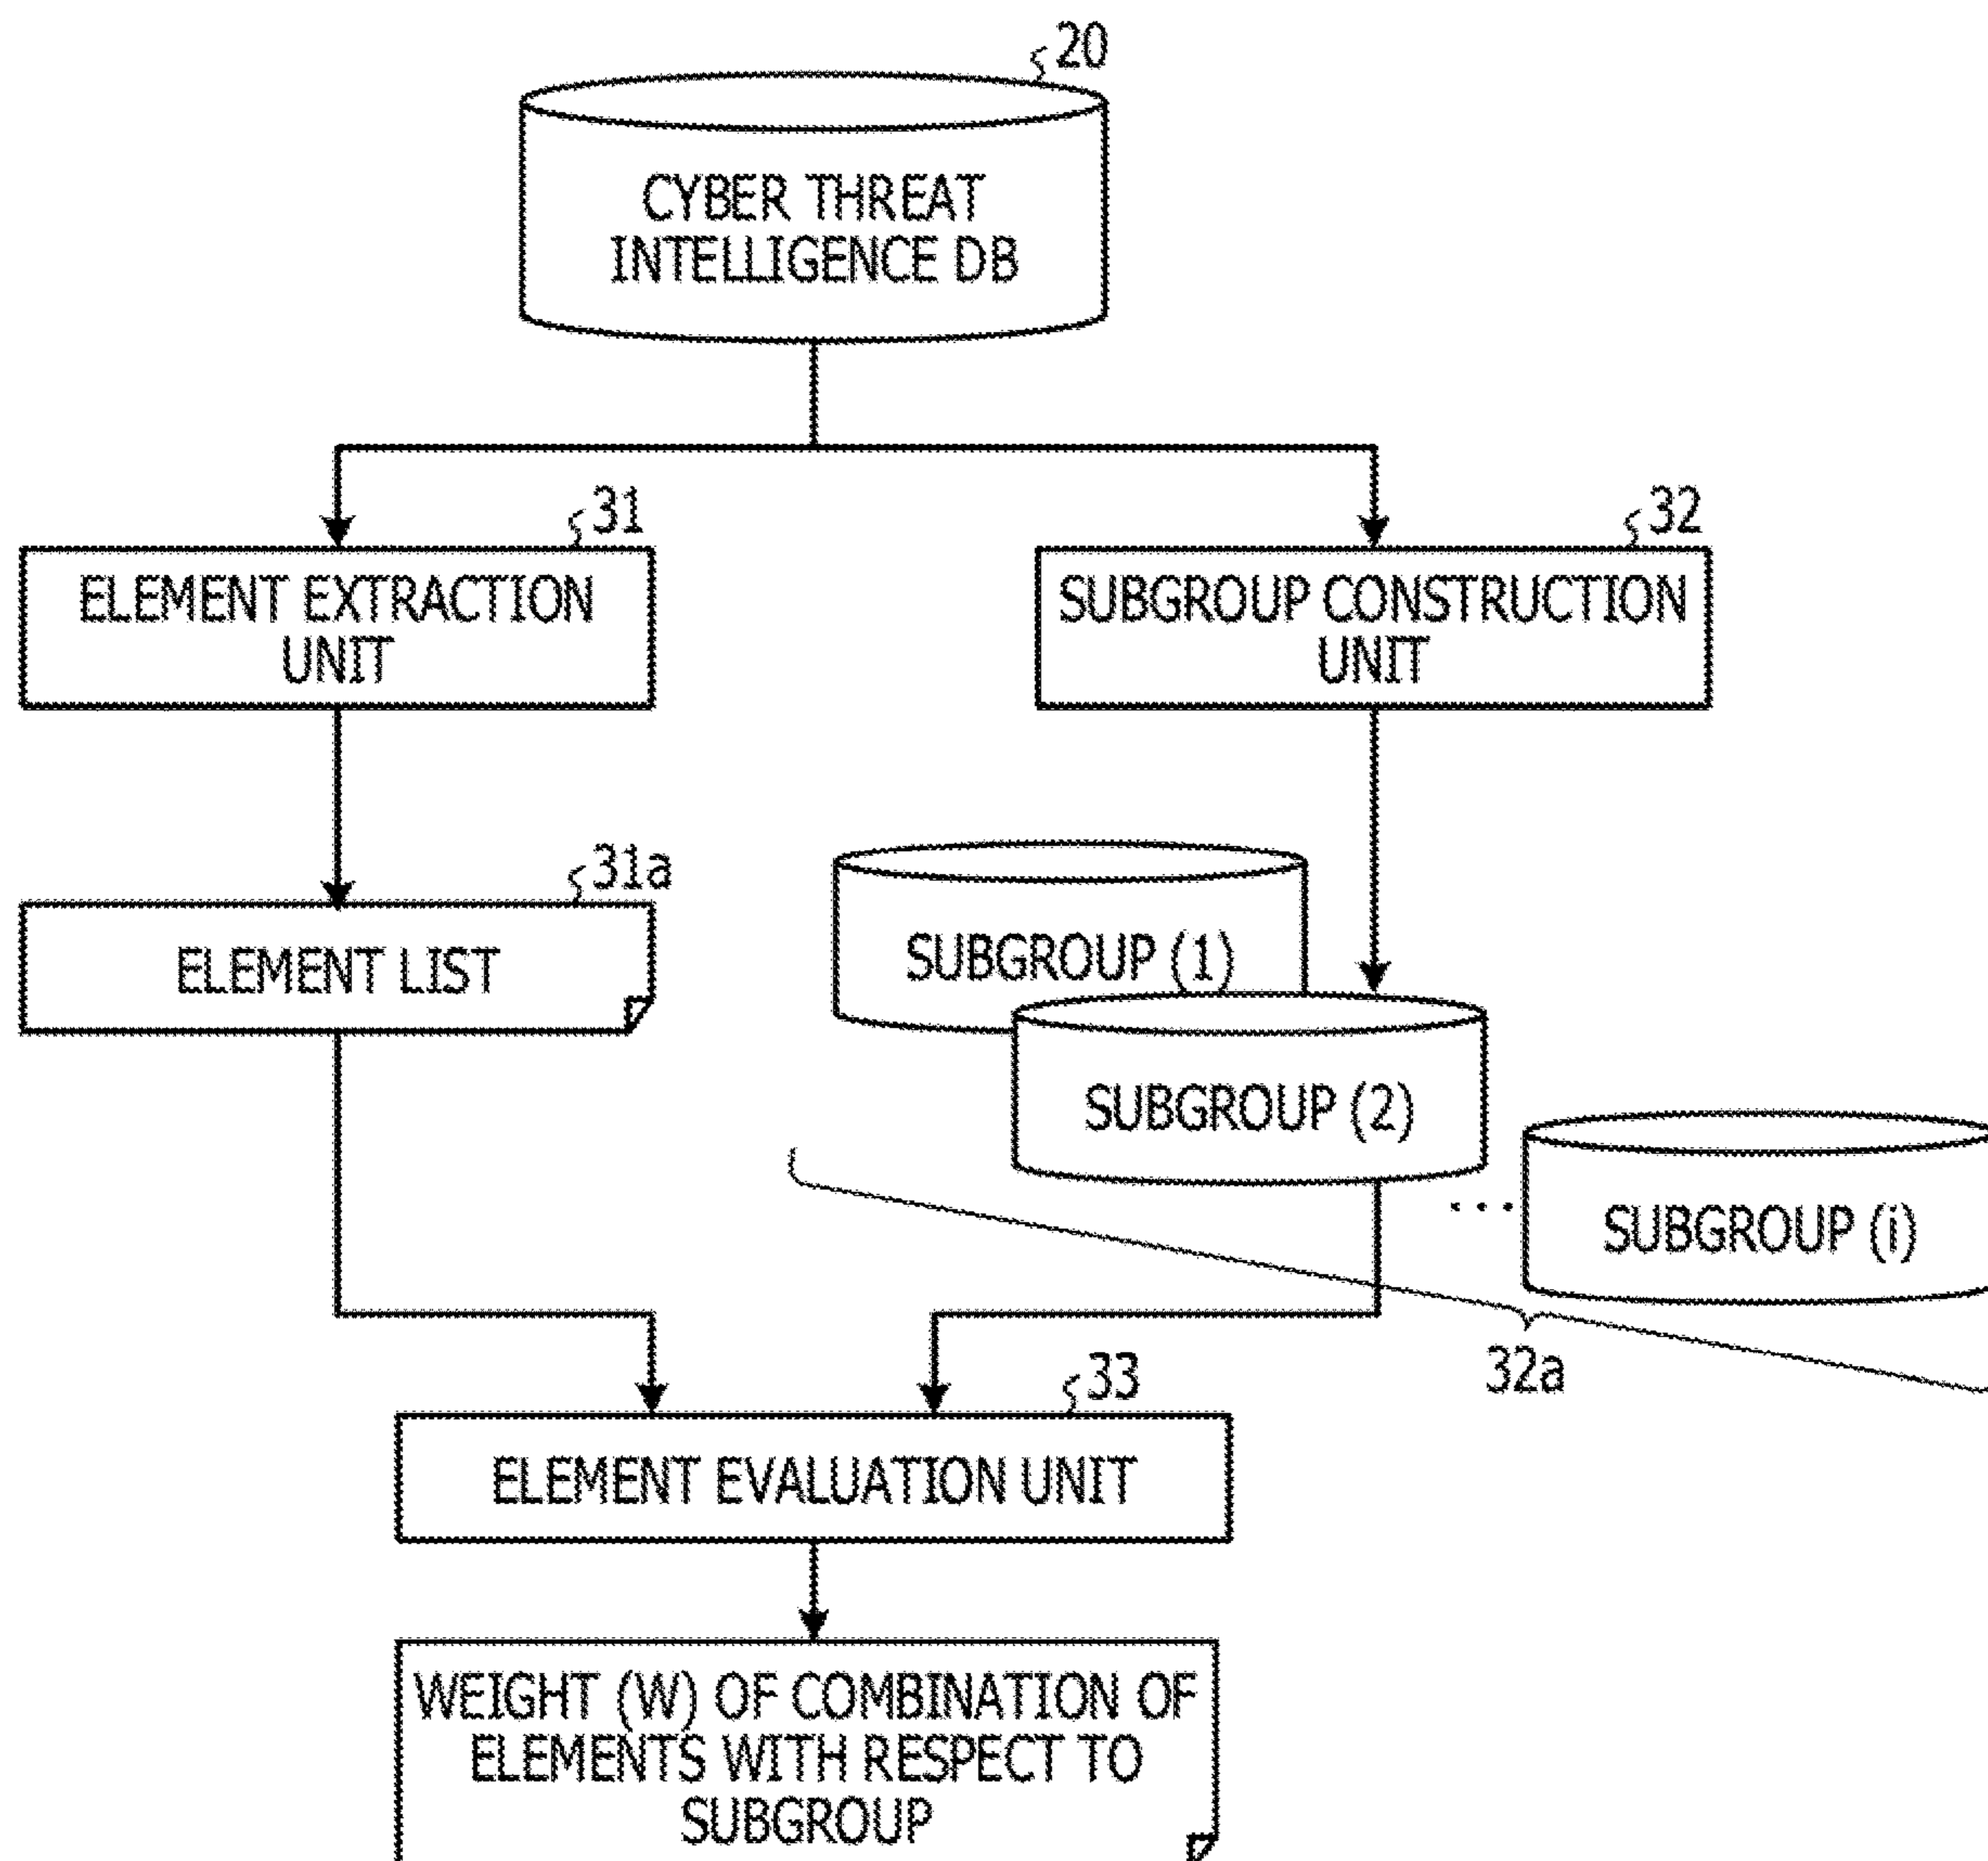 20
CYBER THREAT
INTELLIGENCE DB
31
ELEMENT EXTRACTION
UNIT
32
SUBGROUP CONSTRUCTION
UNIT
31a
ELEMENT LIST
SUBGROUP (1)
SUBGROUP (2)
...
SUBGROUP (i)
32a
33
ELEMENT EVALUATION UNIT
WEIGHT (W) OF COMBINATION OF
ELEMENTS WITH RESPECT TO
SUBGROUP